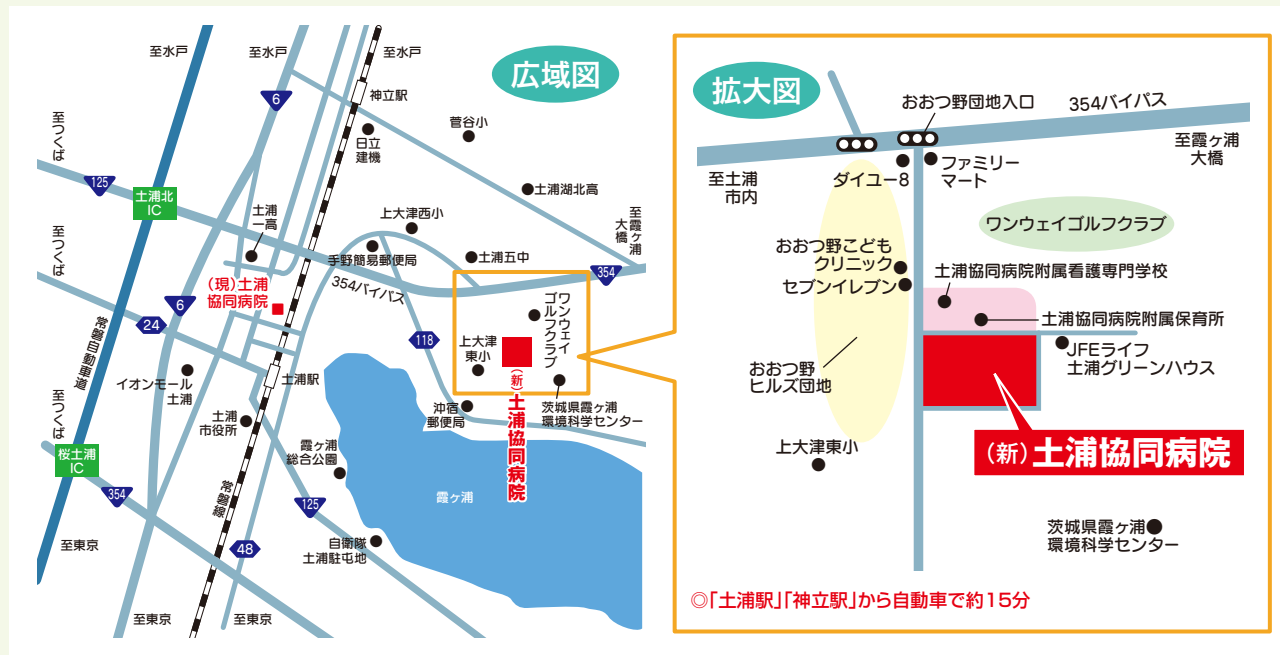 広域図
至水戸
至水戸
至水戸
6
神立駅
菅谷小
日立
建機
至つくば
125
土浦北
IC
土浦湖北高
土浦
一高
上大津西小
至霞ヶ浦
大橋
手野簡易郵便局
土浦五中
至つくば
(現)土浦
協同病院
354バイパス
354
6
24
常磐自動車道
118
ワンウェイ
ゴルフクラブ
上大津
東小
(新)土浦協同病院
イオンモール
土浦
土浦駅
至つくば
土浦
市役所
沖宿
郵便局
茨城県霞ヶ浦
環境科学センター
桜土浦
IC
霞ヶ浦
総合公園
354
常磐線
125
霞ヶ浦
至東京
48
自衛隊
土浦駐屯地
至東京
至東京
拡大図
おおつ野団地入口
354バイパス
至霞ヶ浦
大橋
至土浦
市内
ダイユー8
ファミリー
マート
ワンウェイゴルフクラブ
おおつ野こども
クリニック
セブンイレブン
土浦協同病院附属看護専門学校
土浦協同病院附属保育所
JFEライフ
土浦グリーンハウス
おおつ野
ヒルズ団地
(新)土浦協同病院
上大津東小
茨城県霞ヶ浦
環境科学センター
◎「土浦駅」「神立駅」から自動車で約15分